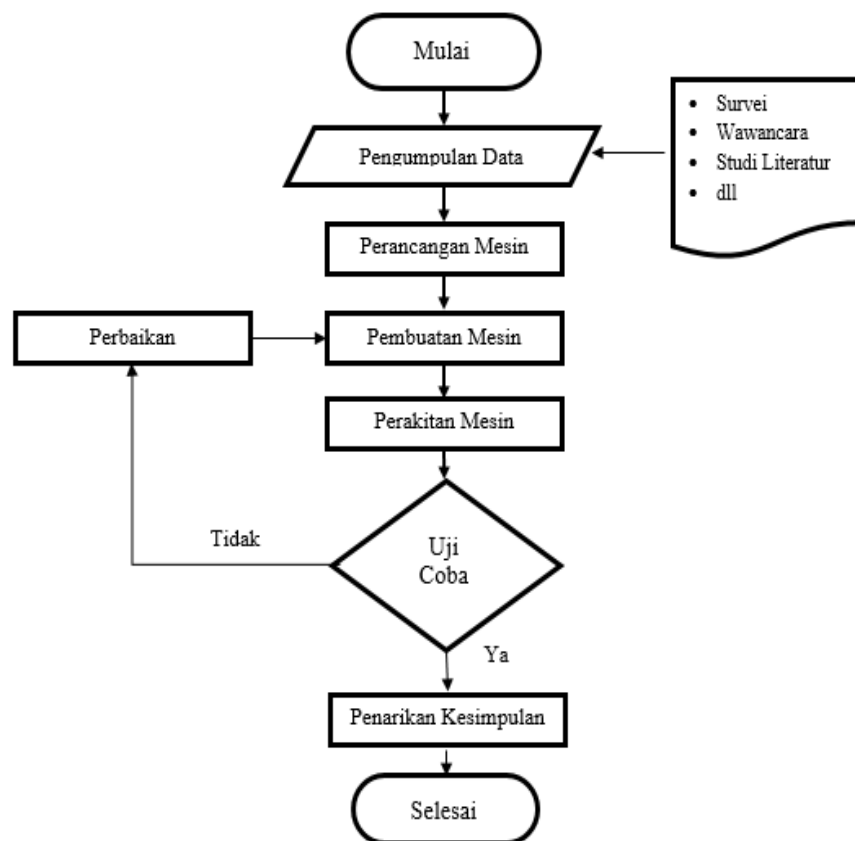 Mulai
Pengumpulan Data
• Survei
• Wawancara
• Studi Literatur
• dll
Perancangan Mesin
Perbaikan
Pembuatan Mesin
Perakitan Mesin
Tidak
Uji
Coba
Ya
Penarikan Kesimpulan
Selesai